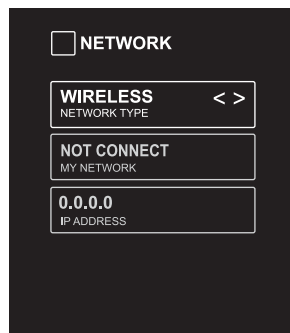 NETWORK
WIRELESS < >
NETWORK TYPE
NOT CONNECT
MY NETWORK
0.0.0.0
IP ADDRESS